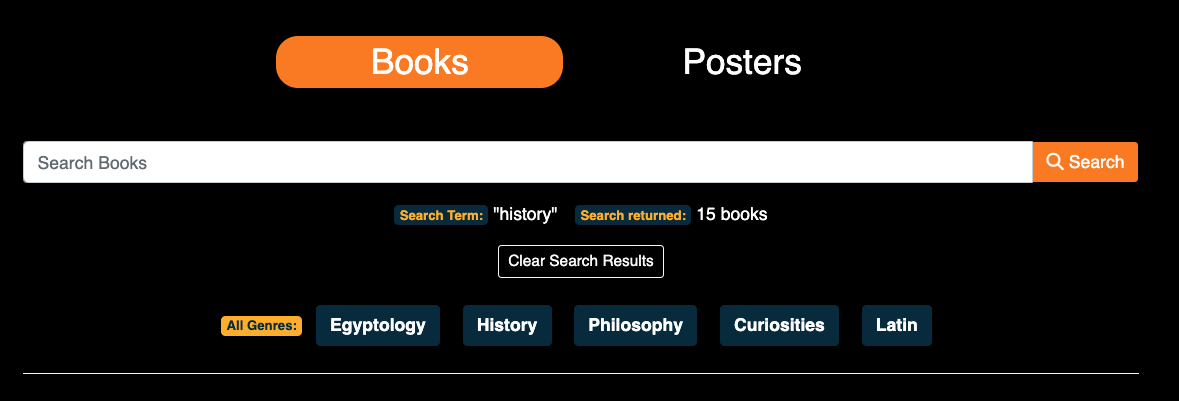 Books Posters
Search Books Search
Search Term: "history" Search returned: 15 books
Clear Search Results
All Genres: Egyptology History Philosophy Curiosities Latin